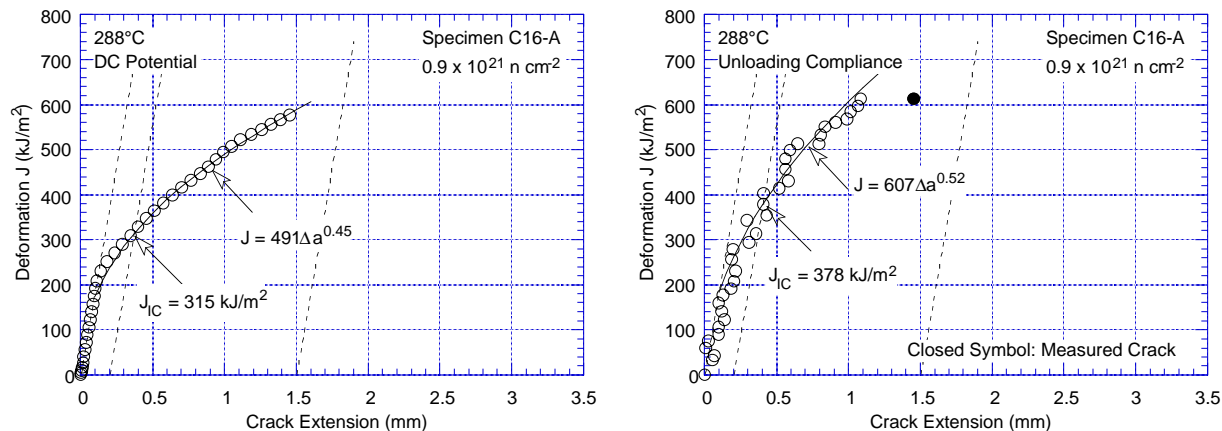 800
700
600
500
400
300
200
100
0
Deformation J (kJ/m²)
288°C
DC Potential
Specimen C16-A
0.9 x 10²¹ n cm⁻²
J = 491Δa⁰·⁴⁵
J_IC = 315 kJ/m²
0 0.5 1 1.5 2 2.5 3 3.5
Crack Extension (mm)
800
700
600
500
400
300
200
100
0
Deformation J (kJ/m²)
288°C
Unloading Compliance
Specimen C16-A
0.9 x 10²¹ n cm⁻²
J = 607Δa⁰·⁵²
J_IC = 378 kJ/m²
Closed Symbol: Measured Crack
0 0.5 1 1.5 2 2.5 3 3.5
Crack Extension (mm)